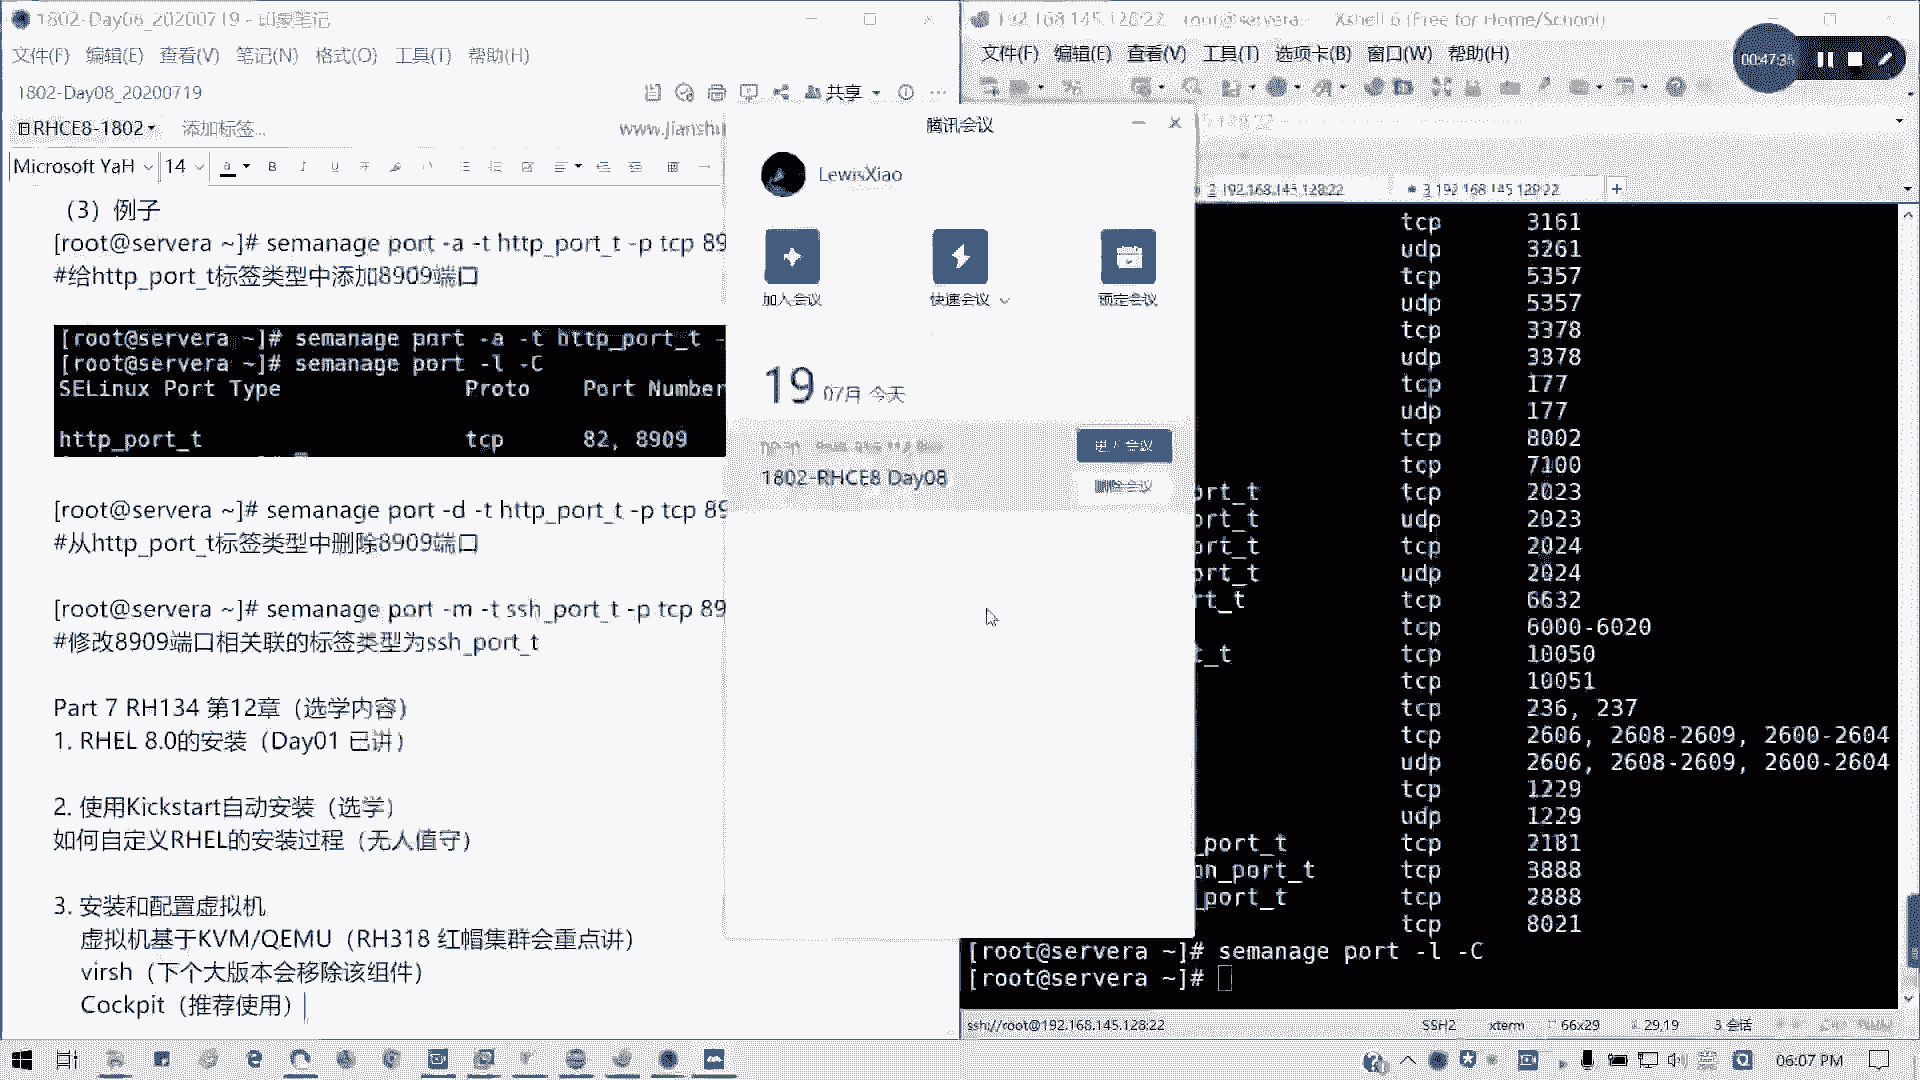 1802-Day08_20200719 - 印象笔记
文件(F) 编辑(E) 查看(V) 笔记(N) 格式(O) 工具(T) 帮助(H)
1802-Day08_20200719
共享
RHCE8-1802
添加标签...
www.jianshu
Microsoft YaH
14
（3）例子
[root@servera ~]# semanage port -a -t http_port_t -p tcp 89
#给http_port_t标签类型中添加8909端口
[root@servera ~]# semanage port -a -t http_port_t -
[root@servera ~]# semanage port -l -C
SELinux Port Type Proto Port Number
http_port_t tcp 82, 8909
[root@servera ~]# semanage port -d -t http_port_t -p tcp 89
#从http_port_t标签类型中删除8909端口
[root@servera ~]# semanage port -m -t ssh_port_t -p tcp 89
#修改8909端口相关联的标签类型为ssh_port_t
Part 7 RH134 第12章（选学内容）
1. RHEL 8.0的安装（Day01 已讲）
2. 使用Kickstart自动安装（选学）
如何自定义RHEL的安装过程（无人值守）
3. 安装和配置虚拟机
虚拟机基于KVM/QEMU（RH318 红帽集群会重点讲）
virsh（下个大版本会移除该组件）
Cockpit（推荐使用）
腾讯会议
LewisXiao
加入会议
快速会议
预定会议
19 07月 今天
进入会议
1802-RHCE8 Day08
删除会议
192.168.145.128:22 - root@servera:~ - Xshell 6 (Free for Home/School)
文件(F) 编辑(E) 查看(V) 工具(T) 选项卡(B) 窗口(W) 帮助(H)
00:47:35
2 192.168.145.128:22
3 192.168.145.129:22
tcp 3161
udp 3261
tcp 5357
udp 5357
tcp 3378
udp 3378
tcp 177
udp 177
tcp 8002
tcp 7100
ort_t tcp 2023
ort_t udp 2023
ort_t tcp 2024
ort_t udp 2024
rt_t tcp 6632
tcp 6000-6020
t_t tcp 10050
tcp 10051
tcp 236, 237
tcp 2606, 2608-2609, 2600-2604
udp 2606, 2608-2609, 2600-2604
tcp 1229
udp 1229
_port_t tcp 2181
on_port_t tcp 3888
_port_t tcp 2888
tcp 8021
[root@servera ~]# semanage port -l -C
[root@servera ~]#
ssh://root@192.168.145.128:22
SSH2
xterm
66x29
29,19
3 会话
06:07 PM